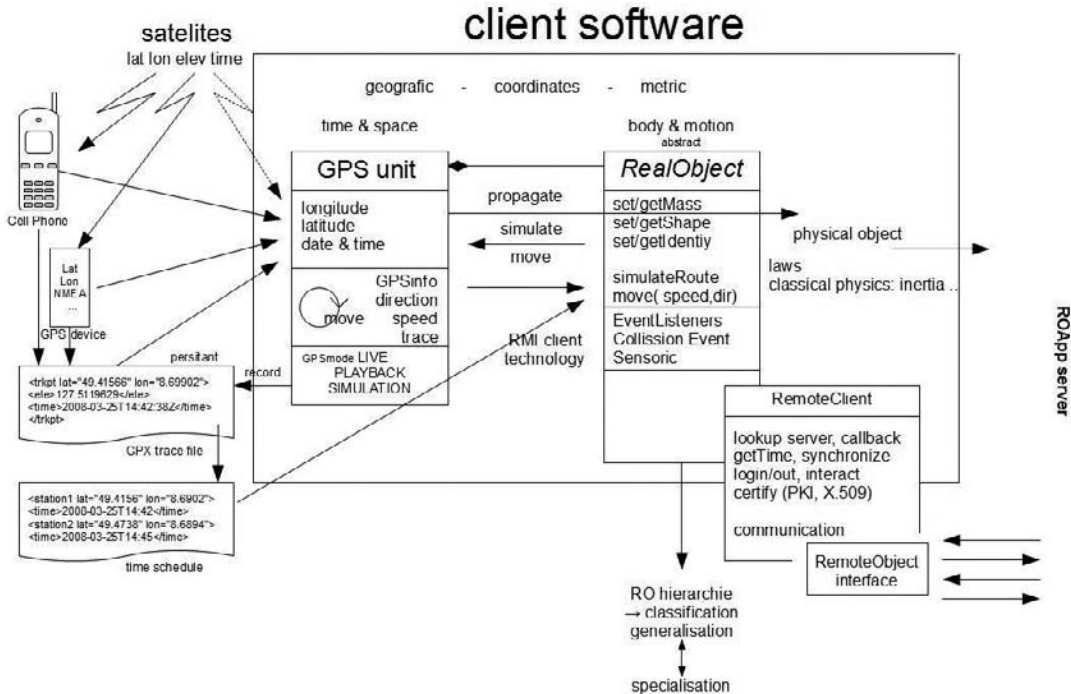 client software
satelites
lat lon elev time
geografic - coordinates - metric
time & space
body & motion
abstract
GPS unit
RealObject
longitude
latitude
date & time
propagate
simulate
move
set/getMass
set/getShape
set/getIdentiy
simulateRoute
move( speed,dir)
physical object
laws
classical physics: inertia ..
Cell Phone
Lat
Lon
NME A
...
GPS device
GPSinfo
direction
move speed
trace
RMI client
technology
EventListeners
Collission Event
Sensoric
GPSmode LIVE
PLAYBACK
SIMULATION
persitant
record
<trkpt lat="49.41566" lon="8.69902">
<ele>127.5119629</ele>
<time>2008-03-25T14:42:38Z</time>
</trkpt>
GPX trace file
<station1 lat="49.4156" lon="8.6902">
<time>2008-03-25T14:42</time>
<station2 lat="49.4738" lon="8.6894">
<time>2008-03-25T14:45</time>
time schedule
RemoteClient
lookup server, callback
getTime, synchronize
login/out, interact
certify (PKI, X.509)
communication
RemoteObject
interface
ROApp server
RO hierarchie
→ classification
generalisation
specialisation